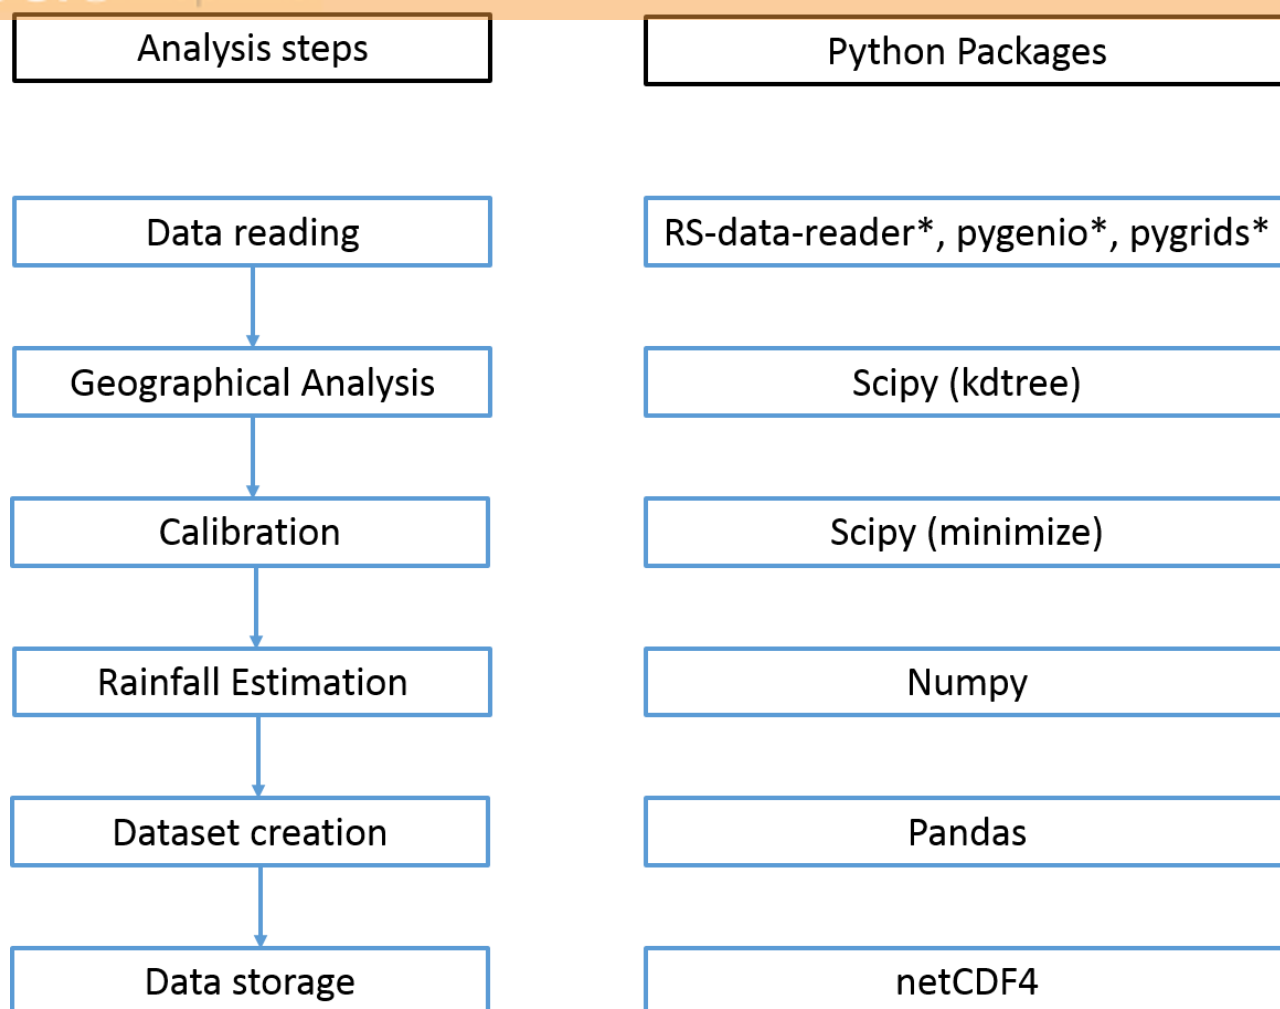 Analysis steps
Python Packages
Data reading
RS-data-reader*, pygenio*, pygrids*
Geographical Analysis
Scipy (kdtree)
Calibration
Scipy (minimize)
Rainfall Estimation
Numpy
Dataset creation
Pandas
Data storage
netCDF4